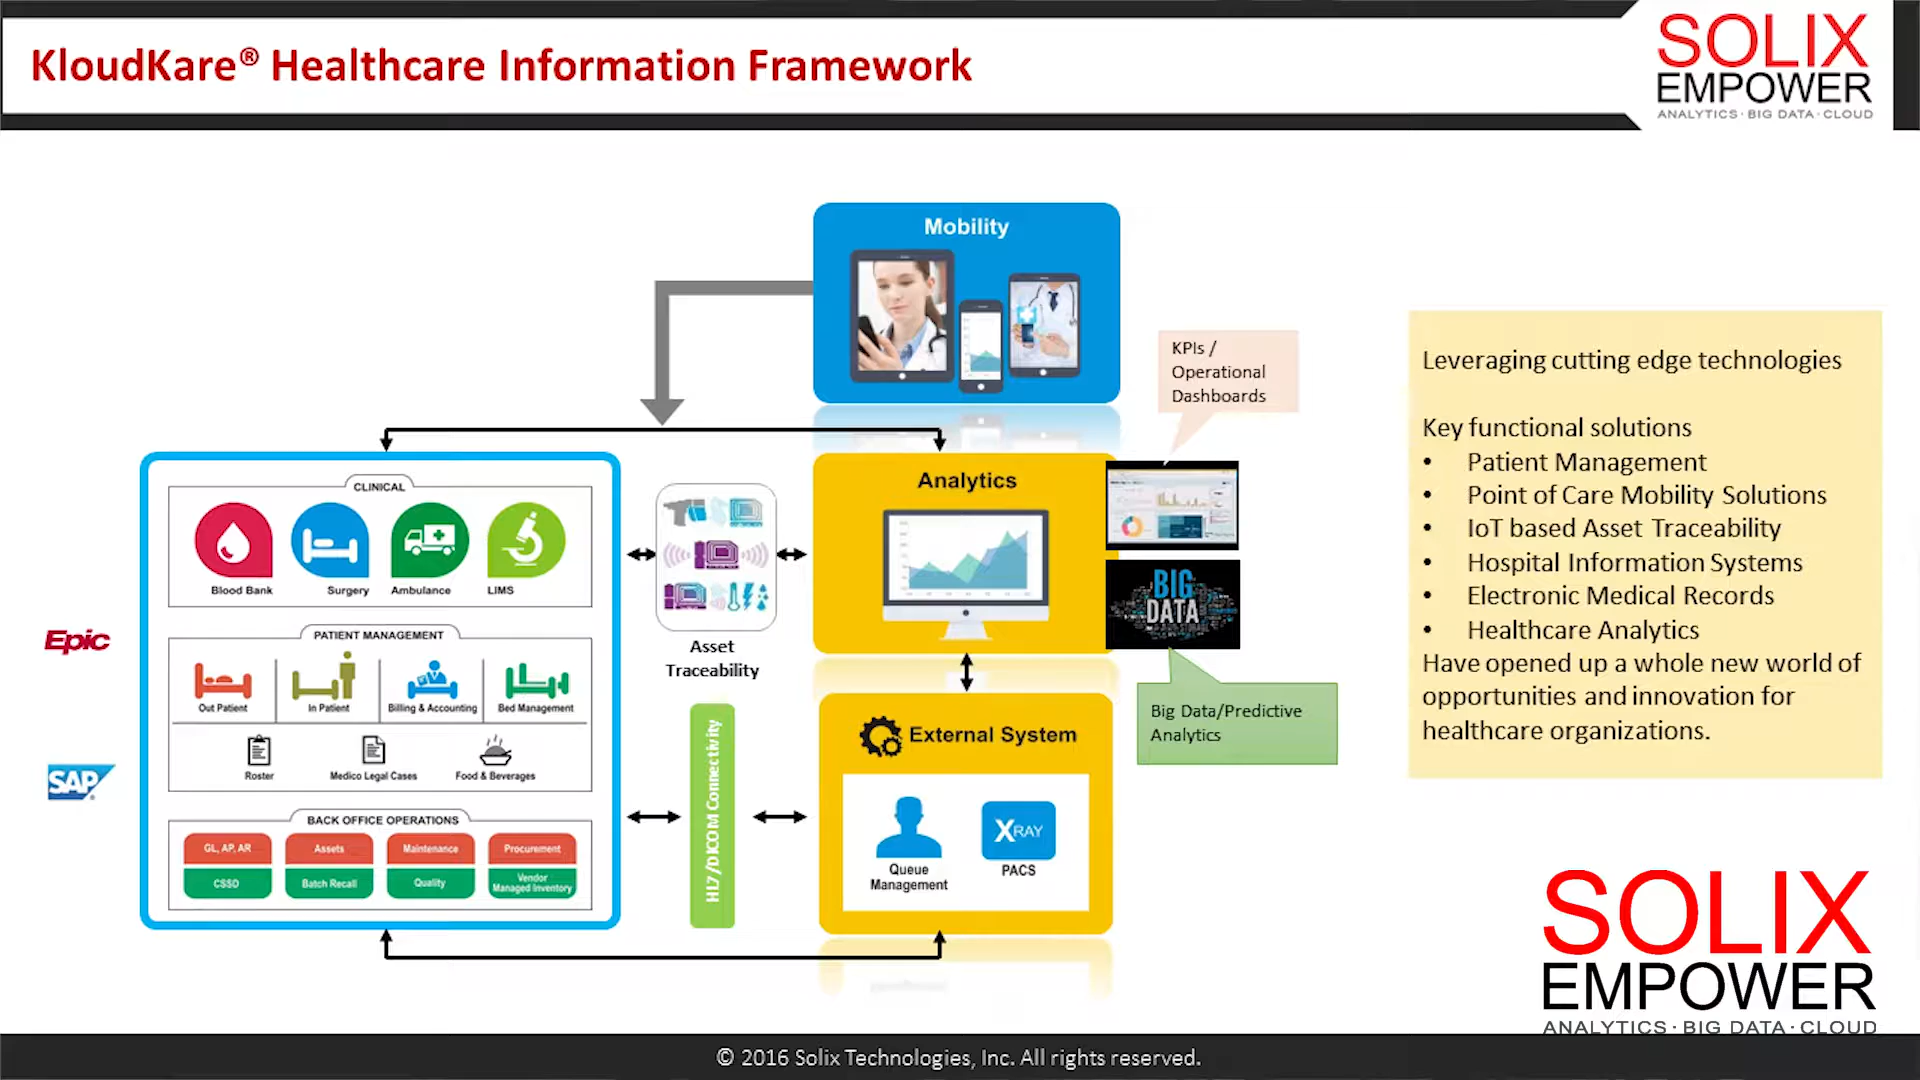 KloudKare® Healthcare Information Framework
SOLIX
EMPOWER
ANALYTICS · BIG DATA · CLOUD
Mobility
KPIs /
Operational
Dashboards
Analytics
BIG
DATA
Big Data/Predictive
Analytics
CLINICAL
Blood Bank
Surgery
Ambulance
LIMS
Epic
PATIENT MANAGEMENT
Out Patient
In Patient
Billing & Accounting
Bed Management
Roster
Medico Legal Cases
Food & Beverages
SAP
BACK OFFICE OPERATIONS
GL, AP, AR
Assets
Maintenance
Procurement
CSSD
Batch Recall
Quality
Vendor
Managed Inventory
Asset
Traceability
HL7/DICOM Connectivity
External System
Queue
Management
XRAY
PACS
Leveraging cutting edge technologies
Key functional solutions
• Patient Management
• Point of Care Mobility Solutions
• IoT based Asset Traceability
• Hospital Information Systems
• Electronic Medical Records
• Healthcare Analytics
Have opened up a whole new world of
opportunities and innovation for
healthcare organizations.
SOLIX
EMPOWER
ANALYTICS · BIG DATA · CLOUD
© 2016 Solix Technologies, Inc. All rights reserved.